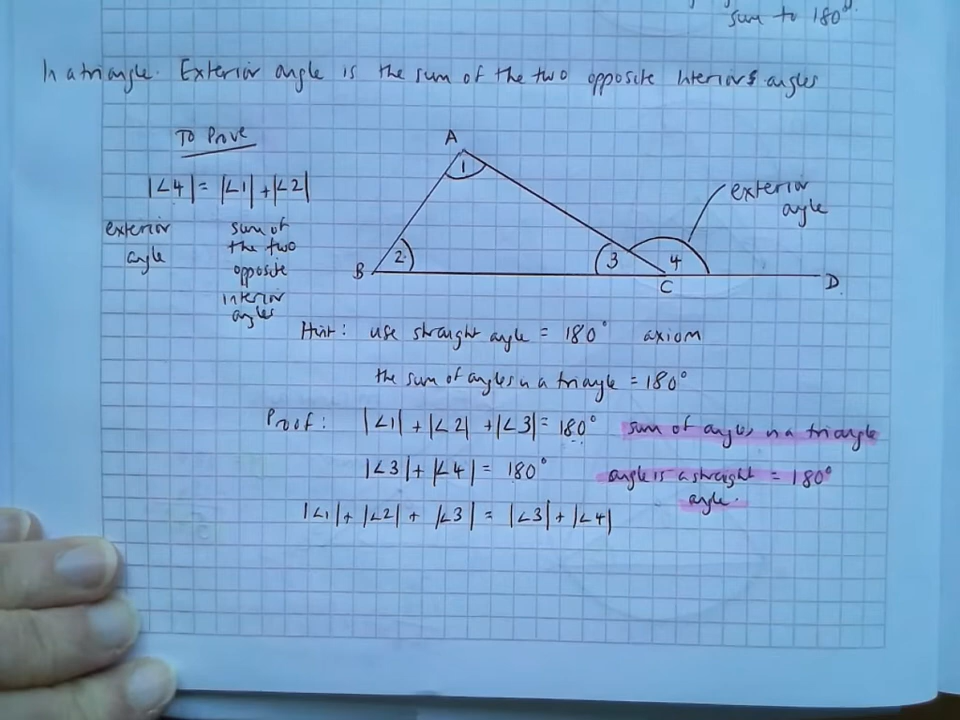 sum to 180°
In a triangle. Exterior angle is the sum of the two opposite interiors angles
To Prove
|∠4| = |∠1| + |∠2|
exterior angle
sum of the two opposite interior angles
A
1
B
2
3
4
C
D
exterior angle
Hint: use straight angle = 180° axiom
the sum of angles in a triangle = 180°
Proof: |∠1| + |∠2| + |∠3| = 180° sum of angles in a triangle
|∠3| + |∠4| = 180° angle is a straight = 180°
angle.
|∠1| + |∠2| + |∠3| = |∠3| + |∠4|